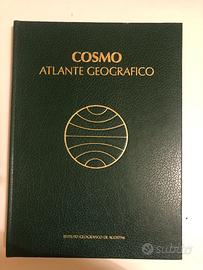 COSMO
ATLANTE GEOGRAFICO
ISTITUTO GEOGRAFICO DE AGOSTINI
subito